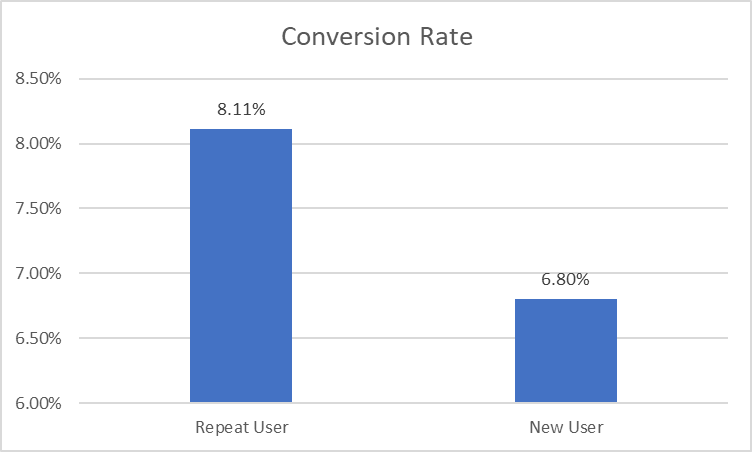 Conversion Rate
8.50%
8.11%
8.00%
7.50%
7.00%
6.80%
6.50%
6.00%
Repeat User
New User